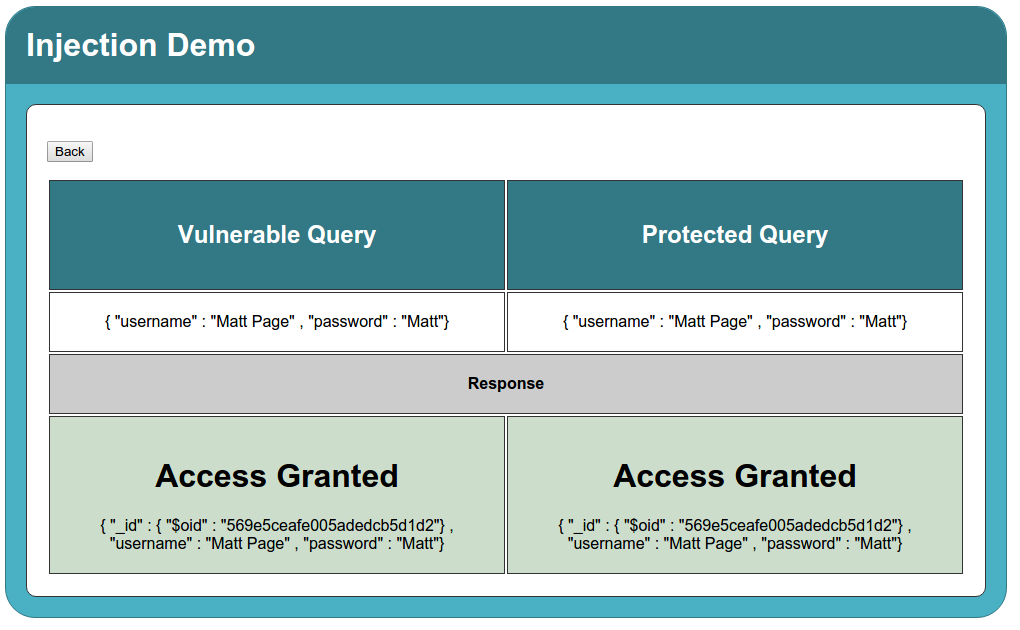 Injection Demo
Back
Vulnerable Query
Protected Query
{ "username" : "Matt Page" , "password" : "Matt"}
{ "username" : "Matt Page" , "password" : "Matt"}
Response
Access Granted
{ "_id" : { "$oid" : "569e5ceafe005adedcb5d1d2"} ,
"username" : "Matt Page" , "password" : "Matt"}
Access Granted
{ "_id" : { "$oid" : "569e5ceafe005adedcb5d1d2"} ,
"username" : "Matt Page" , "password" : "Matt"}